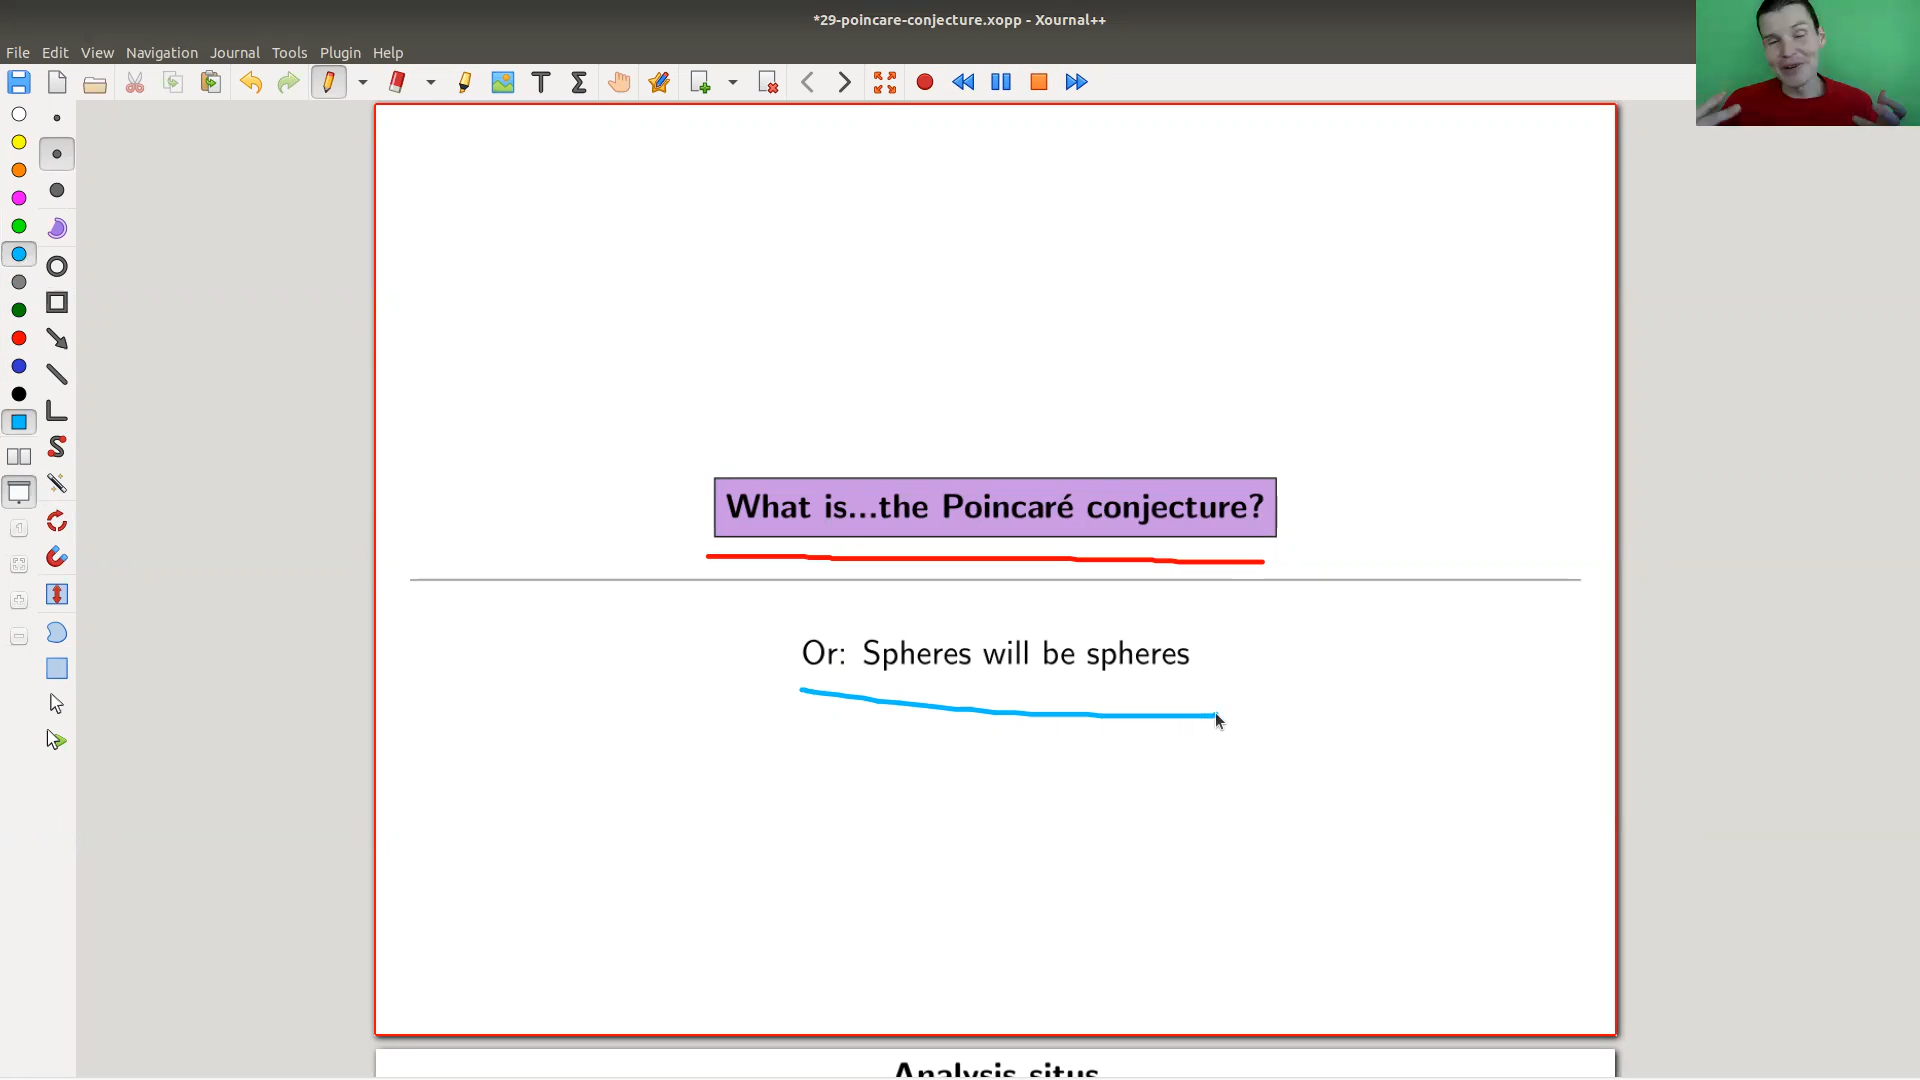 *29-poincare-conjecture.xopp - Xournal++
File Edit View Navigation Journal Tools Plugin Help
What is...the Poincaré conjecture?
Or: Spheres will be spheres
Analysis situs